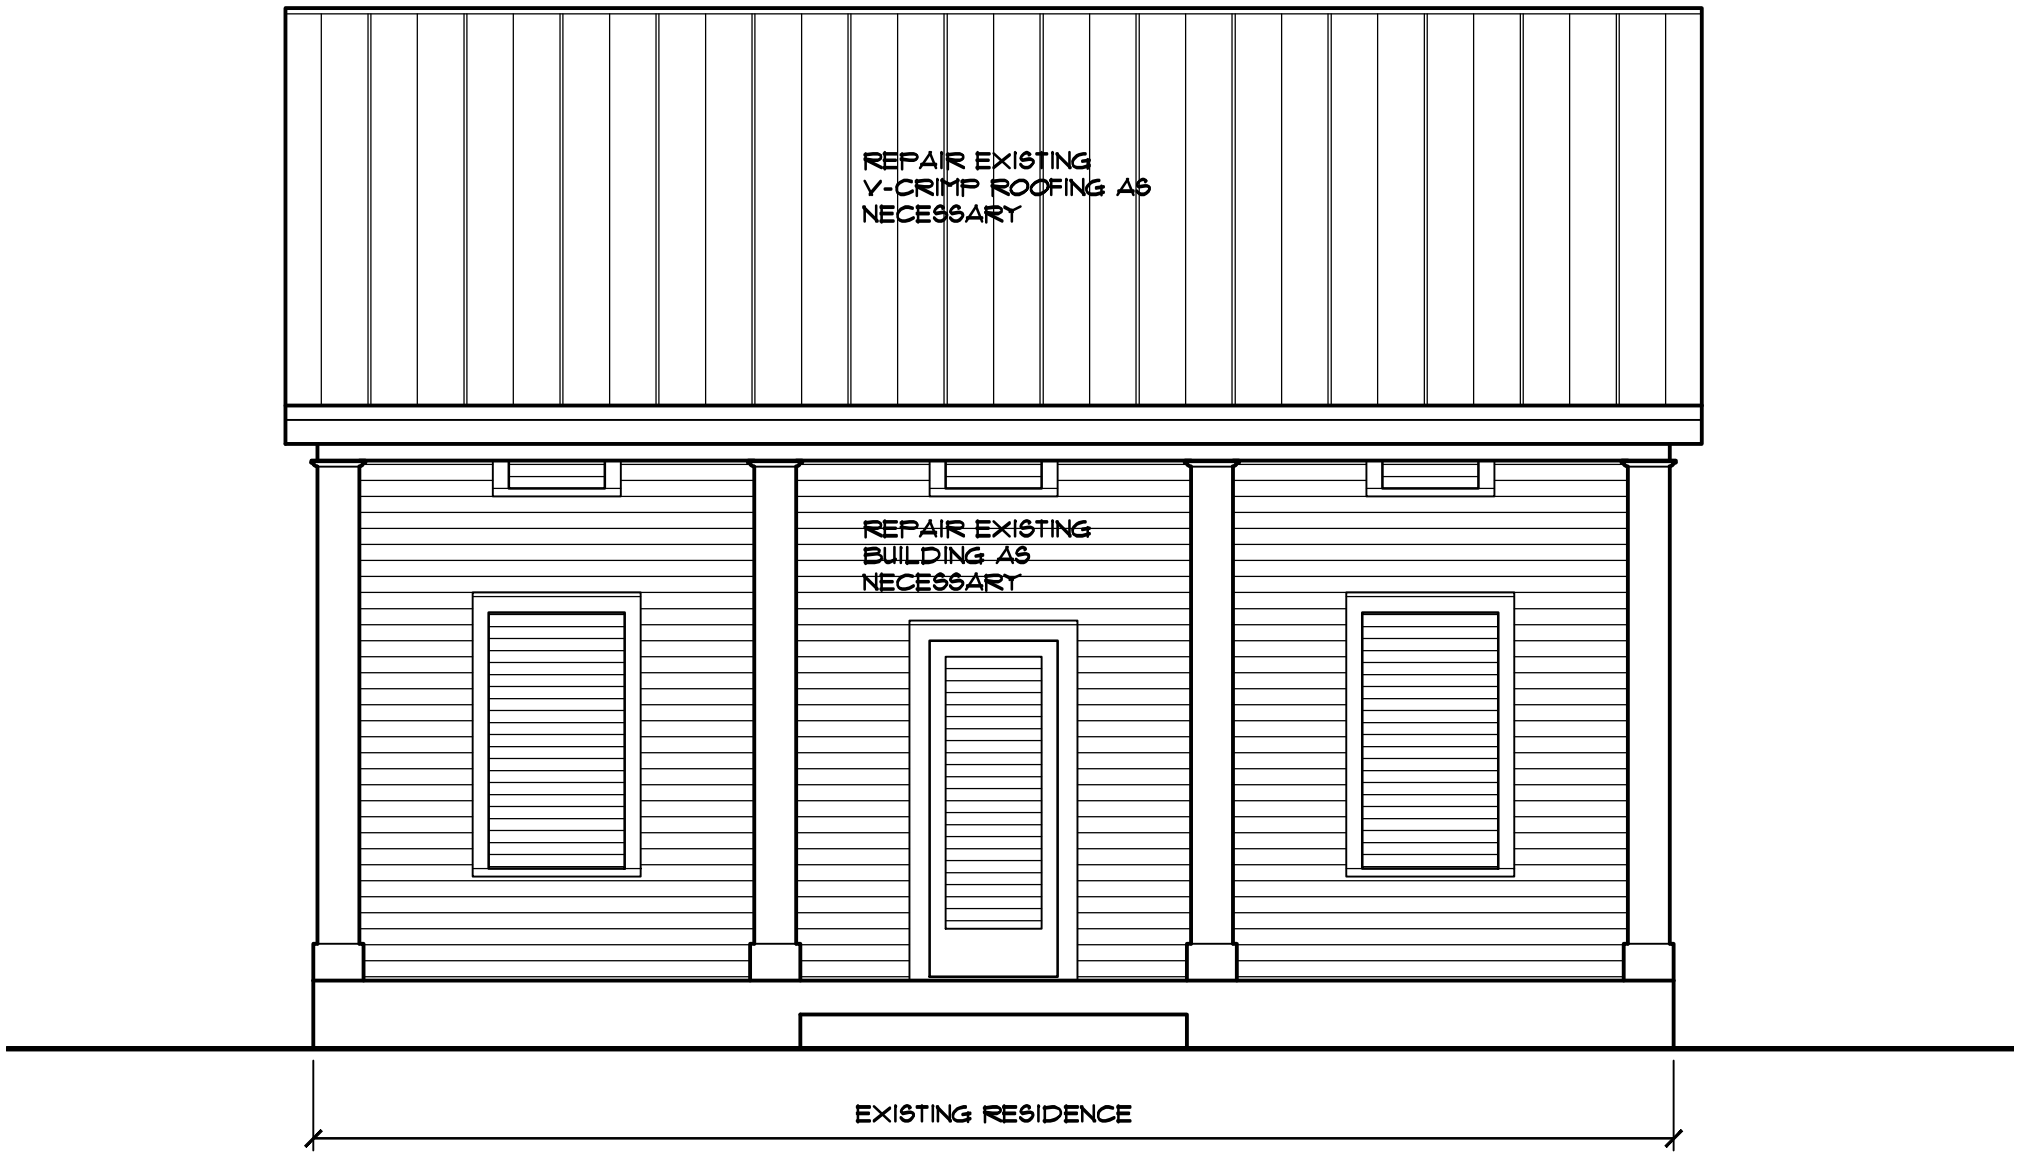 REPAIR EXISTING
V-CRIMP ROOFING AS
NECESSARY
REPAIR EXISTING
BUILDING AS
NECESSARY
EXISTING RESIDENCE